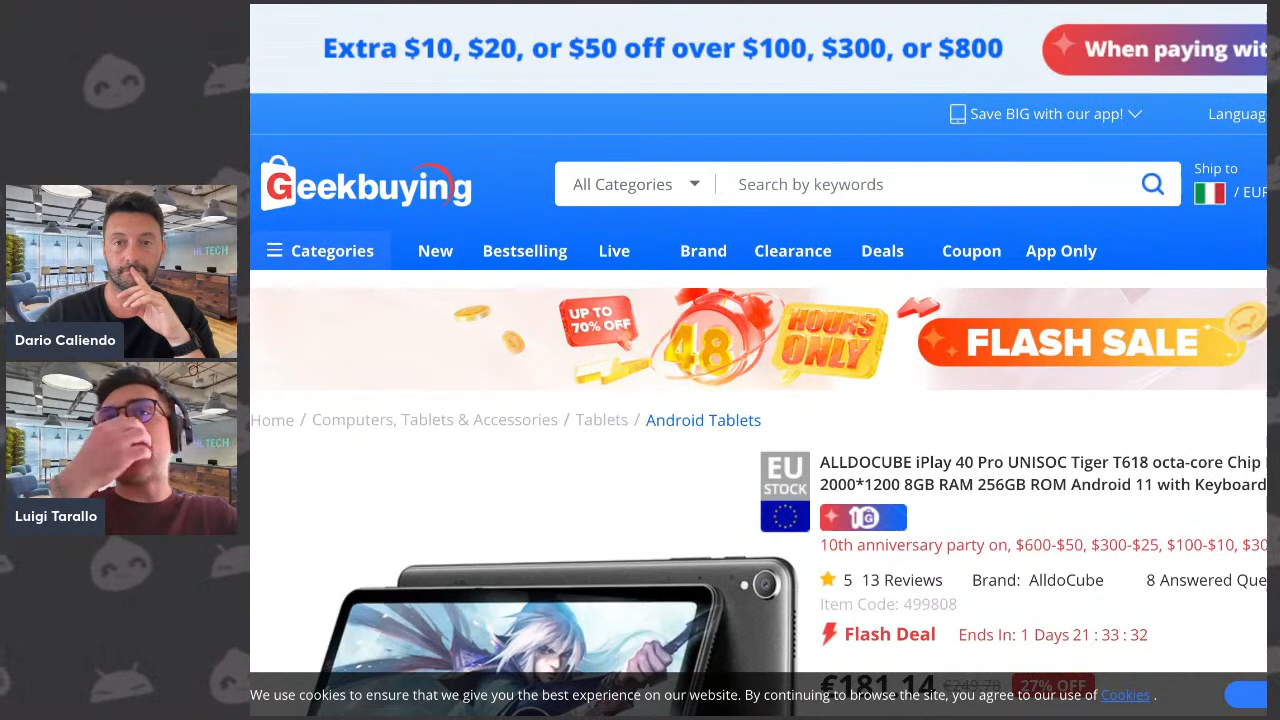 Extra $10, $20, or $50 off over $100, $300, or $800
When paying wit
Save BIG with our app!
Languag
Geekbuying
All Categories
Search by keywords
Ship to
/ EUR
Categories
New
Bestselling
Live
Brand
Clearance
Deals
Coupon
App Only
UP TO
70% OFF
48
HOURS
ONLY
FLASH SALE
Home / Computers, Tablets & Accessories / Tablets / Android Tablets
HLTECH
Dario Caliendo
Luigi Tarallo
EU
STOCK
ALLDOCUBE iPlay 40 Pro UNISOC Tiger T618 octa-core Chip
2000*1200 8GB RAM 256GB ROM Android 11 with Keyboard
10th anniversary party on, $600-$50, $300-$25, $100-$10, $30
5 13 Reviews
Brand: AlldoCube
8 Answered Que
Item Code: 499808
Flash Deal
Ends In: 1 Days 21 : 33 : 32
€181.14 €249.78 27% OFF
We use cookies to ensure that we give you the best experience on our website. By continuing to browse the site, you agree to our use of Cookies .